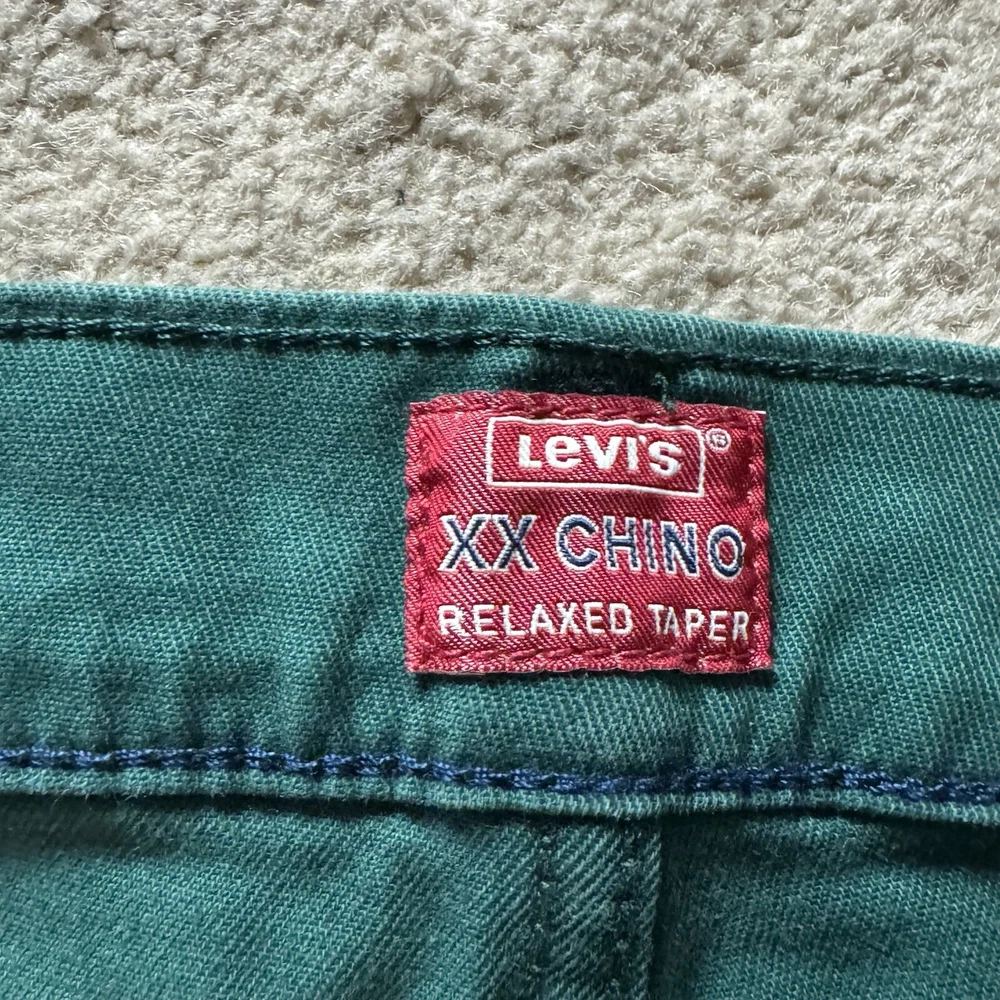 Levi's®
XX CHINO
RELAXED TAPER